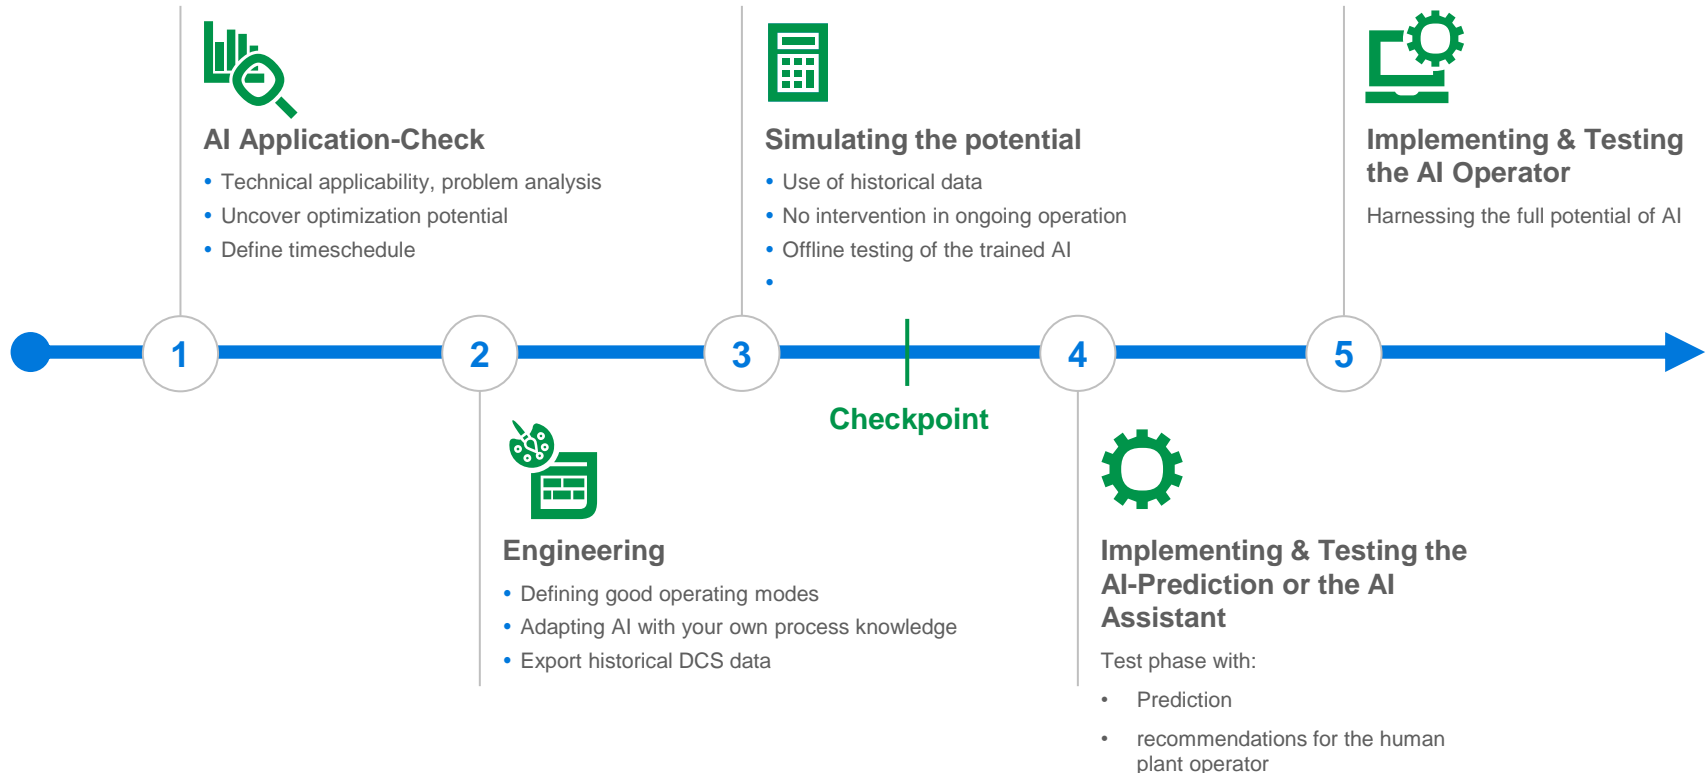 AI Application-Check
• Technical applicability, problem analysis
• Uncover optimization potential
• Define timeschedule
Simulating the potential
• Use of historical data
• No intervention in ongoing operation
• Offline testing of the trained AI
•
Implementing & Testing
the AI Operator
Harnessing the full potential of AI
1
2
3
4
5
Checkpoint
Engineering
• Defining good operating modes
• Adapting AI with your own process knowledge
• Export historical DCS data
Implementing & Testing the
AI-Prediction or the AI
Assistant
Test phase with:
• Prediction
• recommendations for the human
plant operator